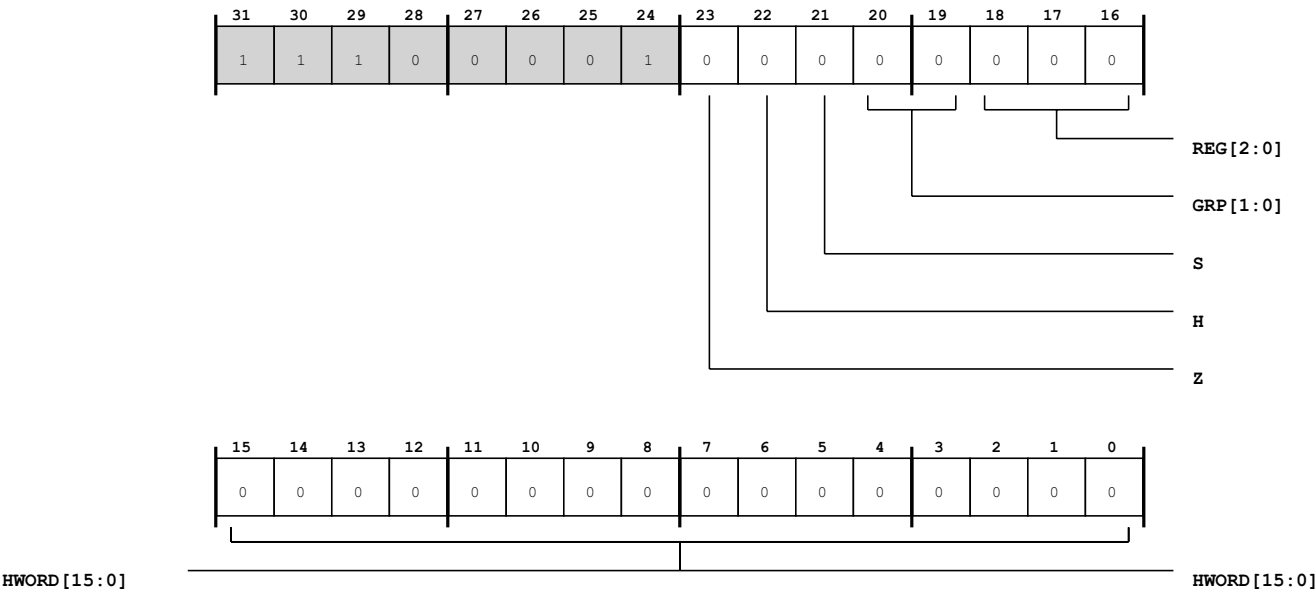 31 30 29 28 27 26 25 24 23 22 21 20 19 18 17 16
1 1 1 0 0 0 0 1 0 0 0 0 0 0 0 0
REG[2:0]
GRP[1:0]
S
H
Z
15 14 13 12 11 10 9 8 7 6 5 4 3 2 1 0
0 0 0 0 0 0 0 0 0 0 0 0 0 0 0 0
HWORD[15:0] HWORD[15:0]